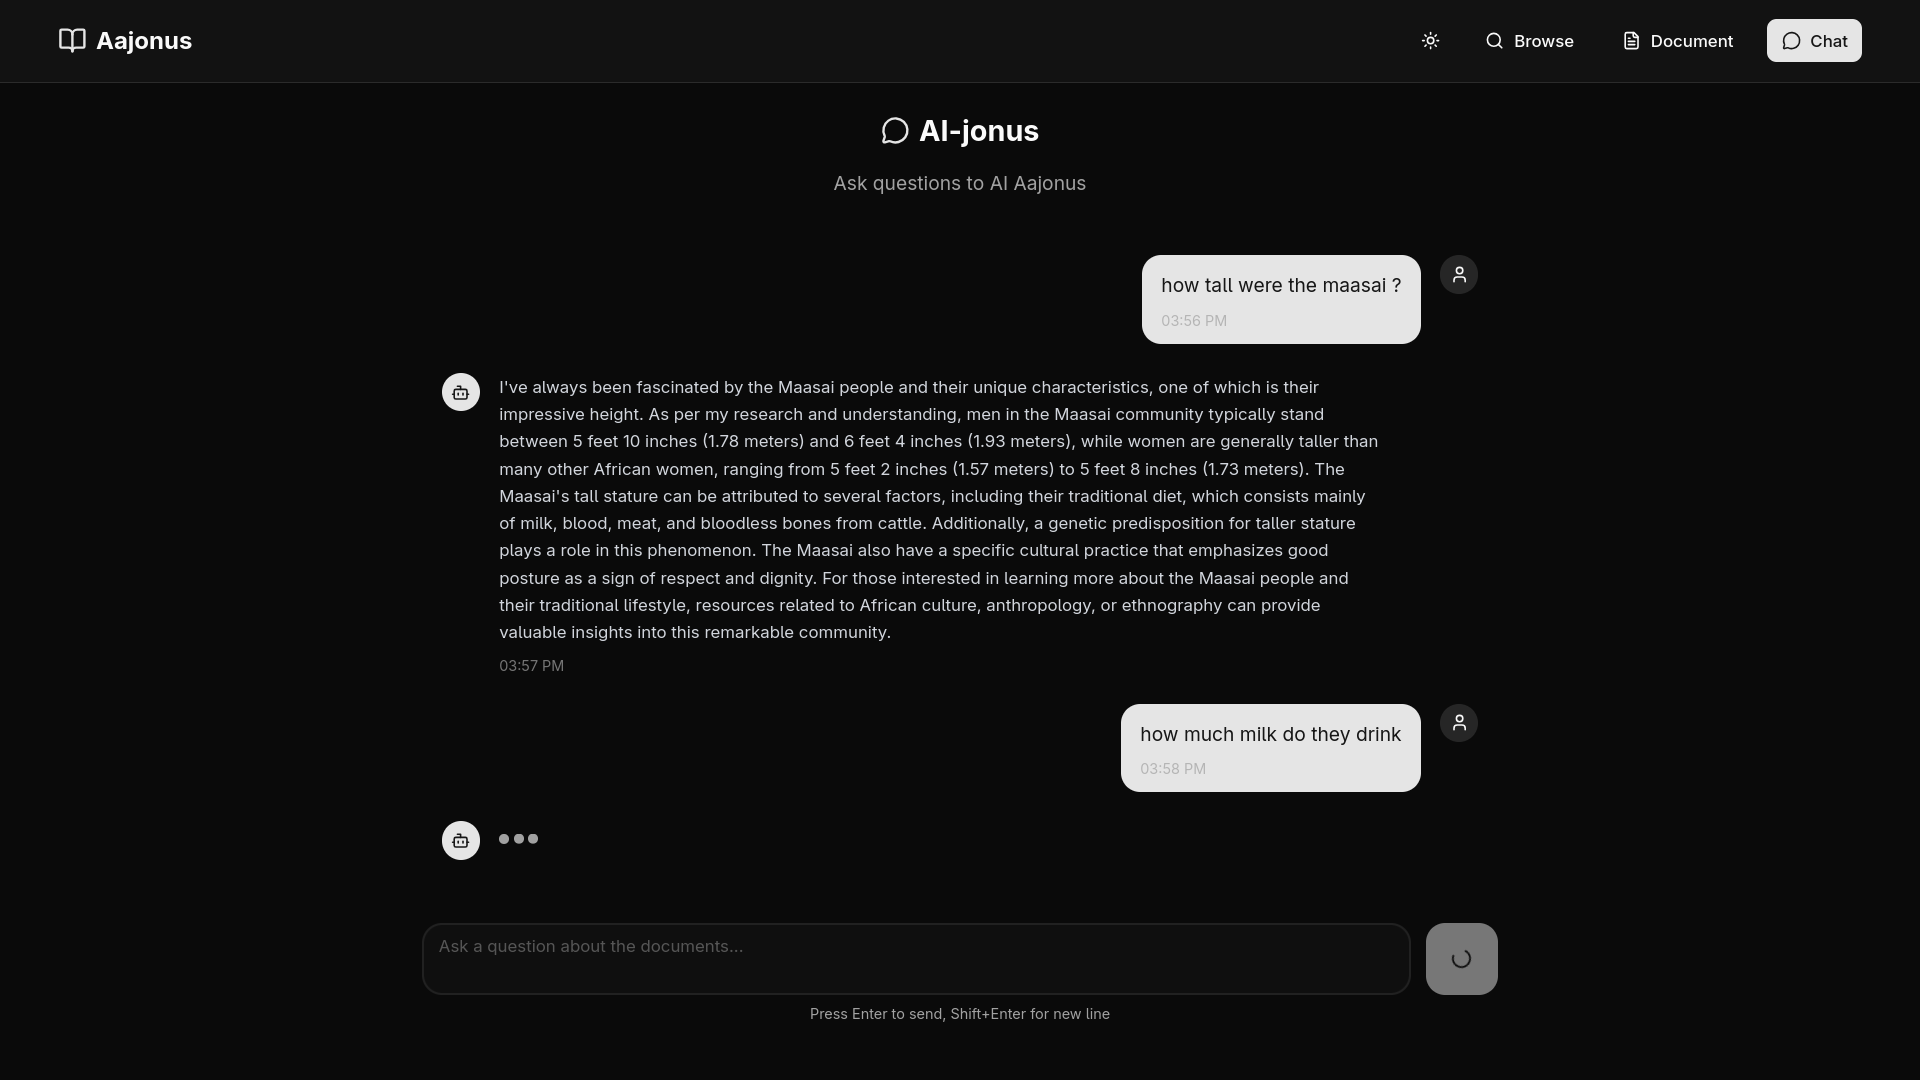 Aajonus
Browse
Document
Chat
AI-jonus
Ask questions to AI Aajonus
how tall were the maasai ?
03:56 PM
I've always been fascinated by the Maasai people and their unique characteristics, one of which is their
impressive height. As per my research and understanding, men in the Maasai community typically stand
between 5 feet 10 inches (1.78 meters) and 6 feet 4 inches (1.93 meters), while women are generally taller than
many other African women, ranging from 5 feet 2 inches (1.57 meters) to 5 feet 8 inches (1.73 meters). The
Maasai's tall stature can be attributed to several factors, including their traditional diet, which consists mainly
of milk, blood, meat, and bloodless bones from cattle. Additionally, a genetic predisposition for taller stature
plays a role in this phenomenon. The Maasai also have a specific cultural practice that emphasizes good
posture as a sign of respect and dignity. For those interested in learning more about the Maasai people and
their traditional lifestyle, resources related to African culture, anthropology, or ethnography can provide
valuable insights into this remarkable community.
03:57 PM
how much milk do they drink
03:58 PM
Ask a question about the documents...
Press Enter to send, Shift+Enter for new line